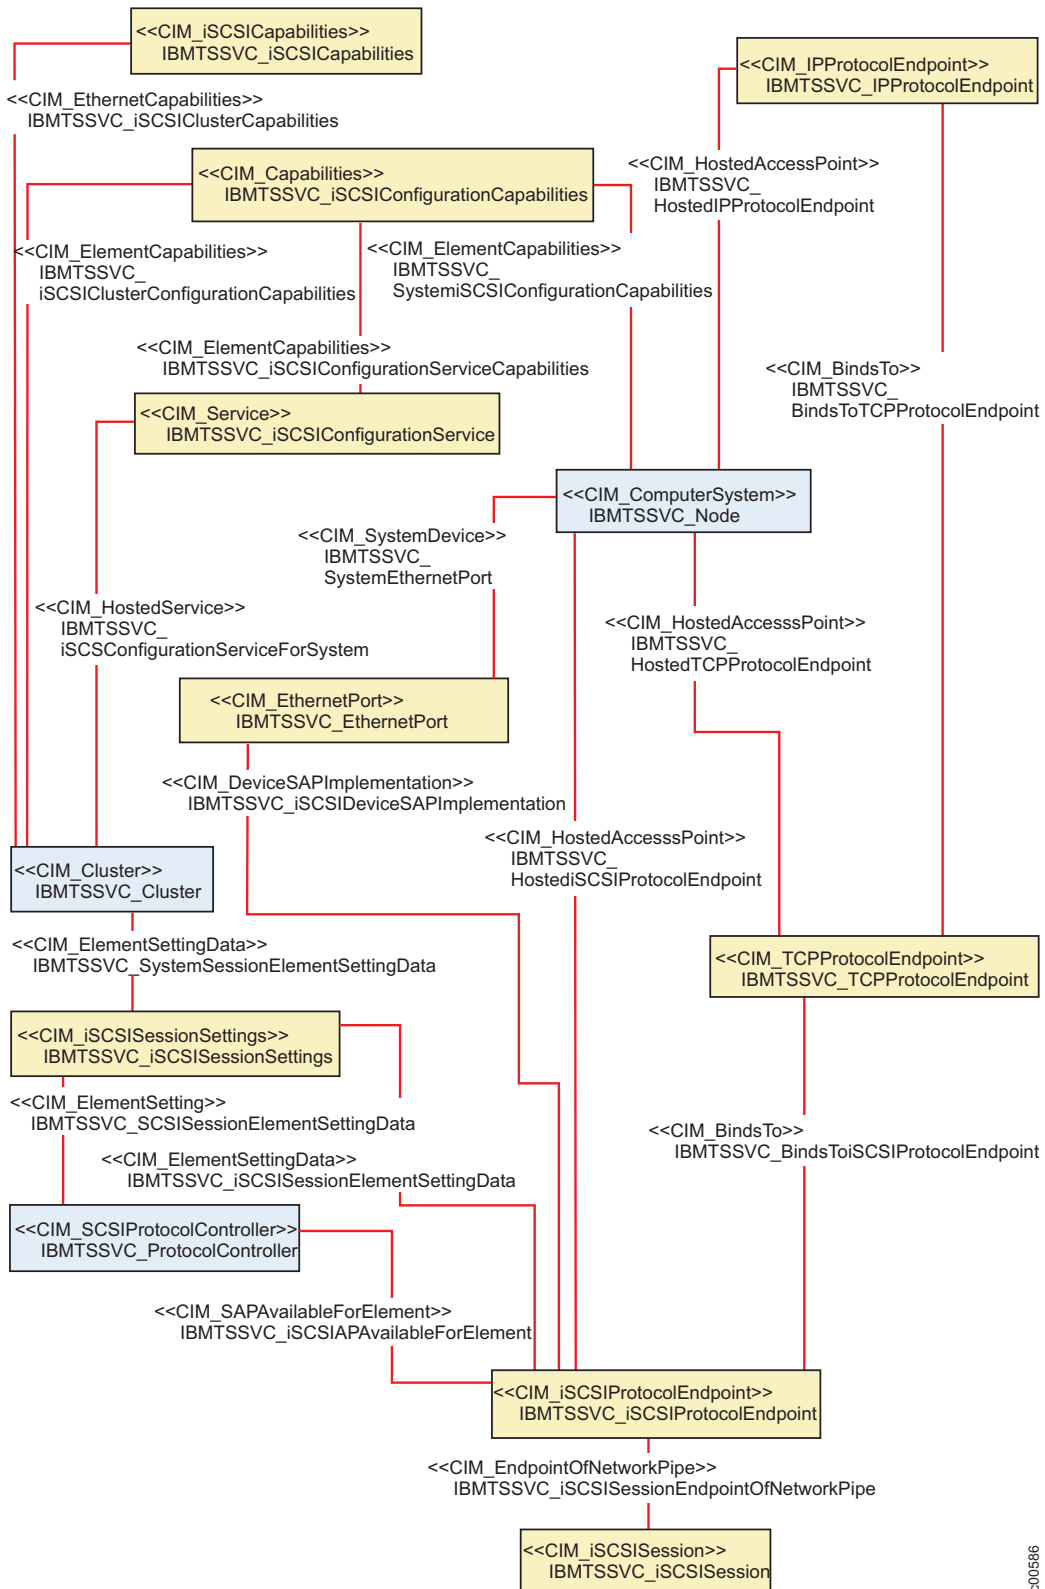 <<CIM_iSCSICapabilities>>
IBMTSSVC_iSCSICapabilities
<<CIM_IPProtocolEndpoint>>
IBMTSSVC_IPProtocolEndpoint
<<CIM_EthernetCapabilities>>
IBMTSSVC_iSCSIClusterCapabilities
<<CIM_Capabilities>>
IBMTSSVC_iSCSIConfigurationCapabilities
<<CIM_HostedAccessPoint>>
IBMTSSVC_
HostedIPProtocolEndpoint
<<CIM_ElementCapabilities>>
IBMTSSVC_
iSCSIClusterConfigurationCapabilities
<<CIM_ElementCapabilities>>
IBMTSSVC_
SystemiSCSIConfigurationCapabilities
<<CIM_ElementCapabilities>>
IBMTSSVC_iSCSIConfigurationServiceCapabilities
<<CIM_BindsTo>>
IBMTSSVC_
BindsToTCPProtocolEndpoint
<<CIM_Service>>
IBMTSSVC_iSCSIConfigurationService
<<CIM_ComputerSystem>>
IBMTSSVC_Node
<<CIM_SystemDevice>>
IBMTSSVC_
SystemEthernetPort
<<CIM_HostedService>>
IBMTSSVC_
iSCSConfigurationServiceForSystem
<<CIM_HostedAccesssPoint>>
IBMTSSVC_
HostedTCPProtocolEndpoint
<<CIM_EthernetPort>>
IBMTSSVC_EthernetPort
<<CIM_DeviceSAPImplementation>>
IBMTSSVC_iSCSIDeviceSAPImplementation
<<CIM_HostedAccesssPoint>>
IBMTSSVC_
HostediSCSIProtocolEndpoint
<<CIM_Cluster>>
IBMTSSVC_Cluster
<<CIM_ElementSettingData>>
IBMTSSVC_SystemSessionElementSettingData
<<CIM_TCPProtocolEndpoint>>
IBMTSSVC_TCPProtocolEndpoint
<<CIM_iSCSISessionSettings>>
IBMTSSVC_iSCSISessionSettings
<<CIM_ElementSetting>>
IBMTSSVC_SCSISessionElementSettingData
<<CIM_BindsTo>>
IBMTSSVC_BindsToiSCSIProtocolEndpoint
<<CIM_ElementSettingData>>
IBMTSSVC_iSCSISessionElementSettingData
<<CIM_SCSIProtocolController>>
IBMTSSVC_ProtocolController
<<CIM_SAPAvailableForElement>>
IBMTSSVC_iSCSIAPAvailableForElement
<<CIM_iSCSIProtocolEndpoint>>
IBMTSSVC_iSCSIProtocolEndpoint
<<CIM_EndpointOfNetworkPipe>>
IBMTSSVC_iSCSISessionEndpointOfNetworkPipe
<<CIM_iSCSISession>>
IBMTSSVC_iSCSISession